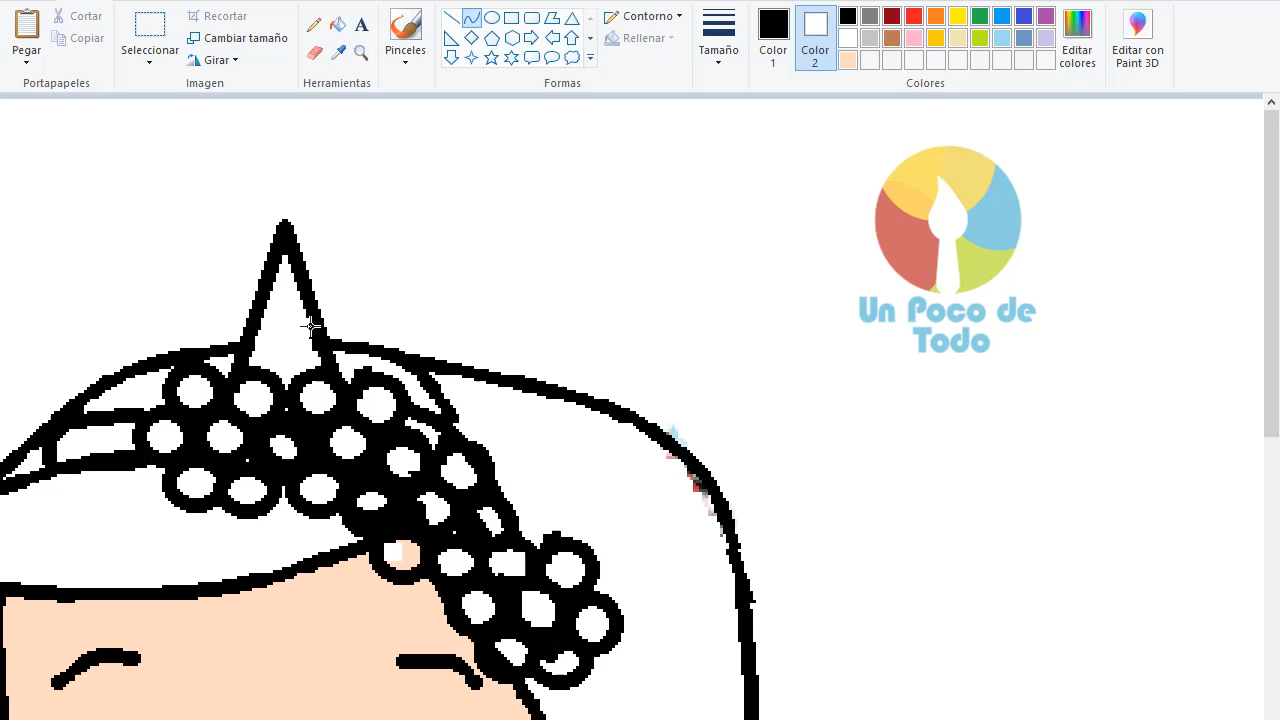 Pegar
Cortar
Copiar
Portapapeles
Seleccionar
Recortar
Cambiar tamaño
Girar
Imagen
A
Herramientas
Pinceles
Contorno
Rellenar
Formas
Tamaño
Color
1
Color
2
Editar
colores
Colores
Editar con
Paint 3D
Un Poco de
Todo